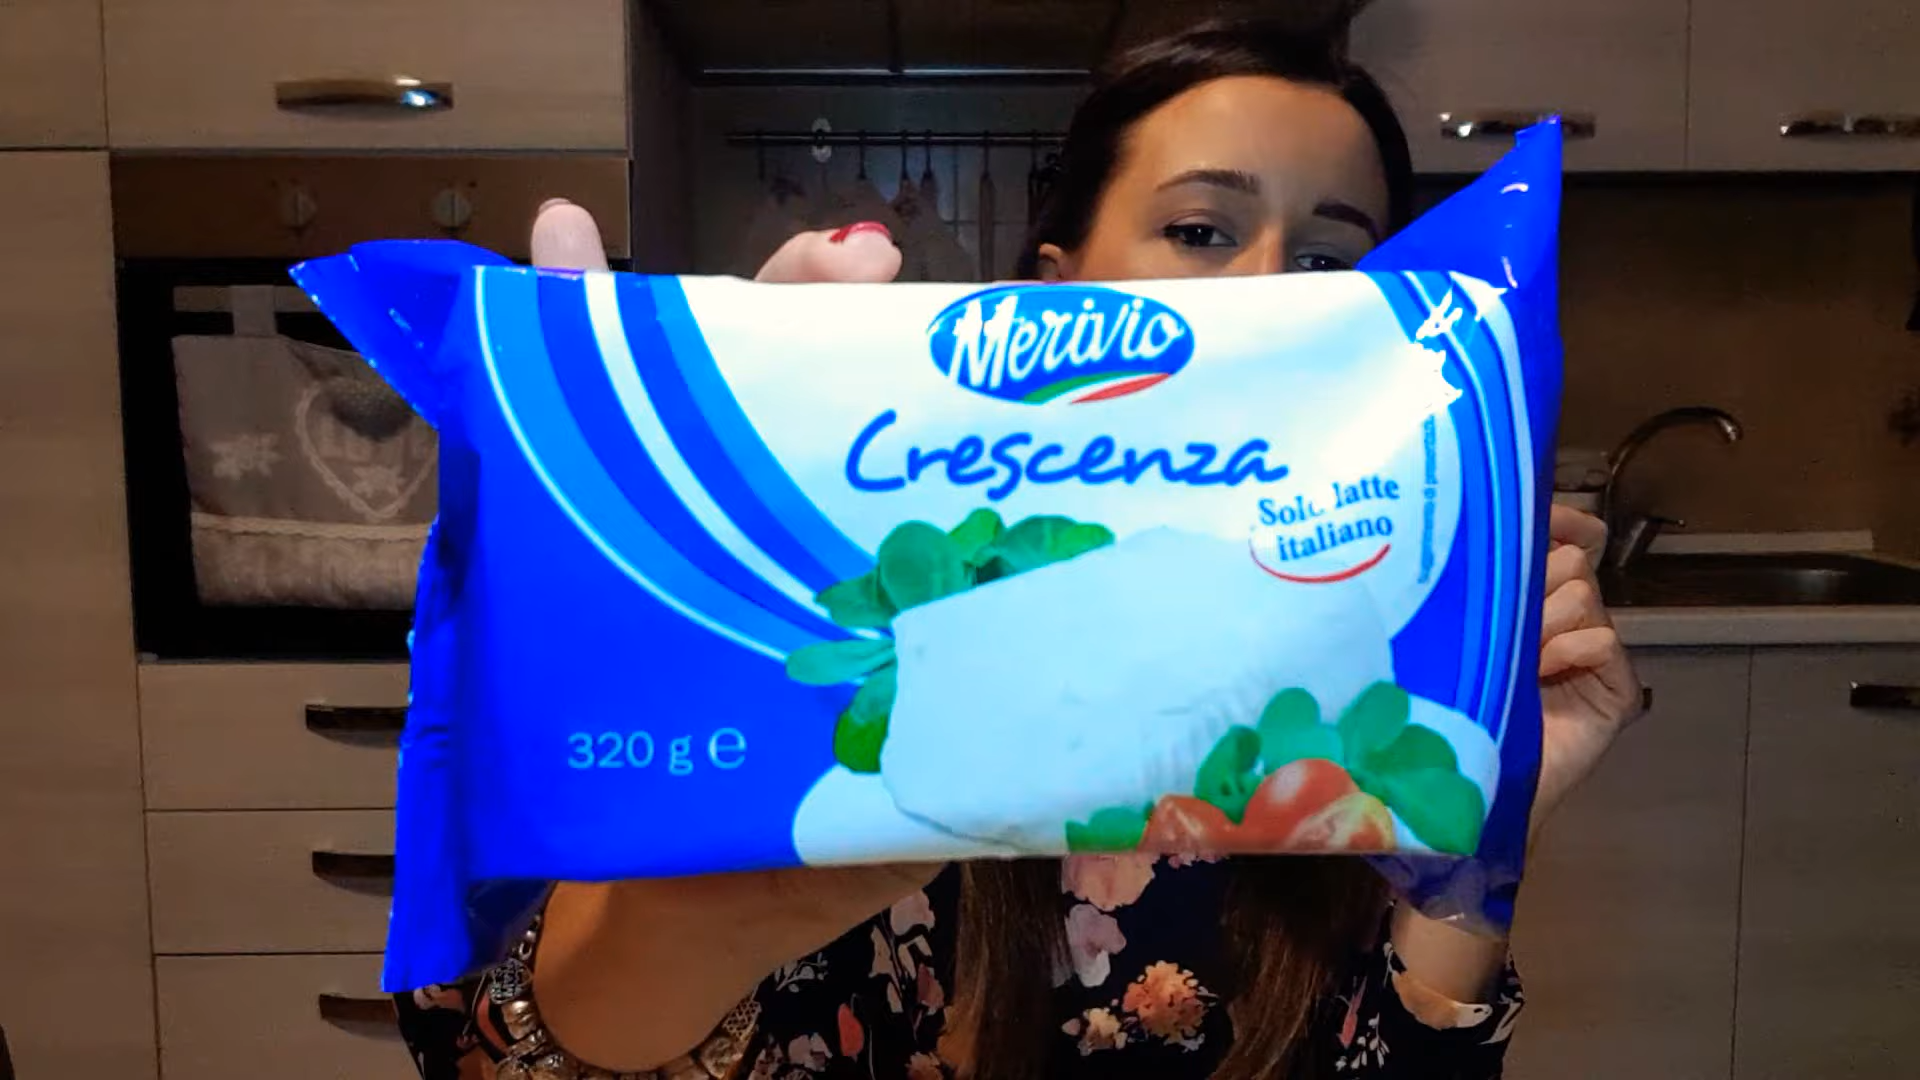 Merivio
Crescenza
Solo latte
italiano
320 g e